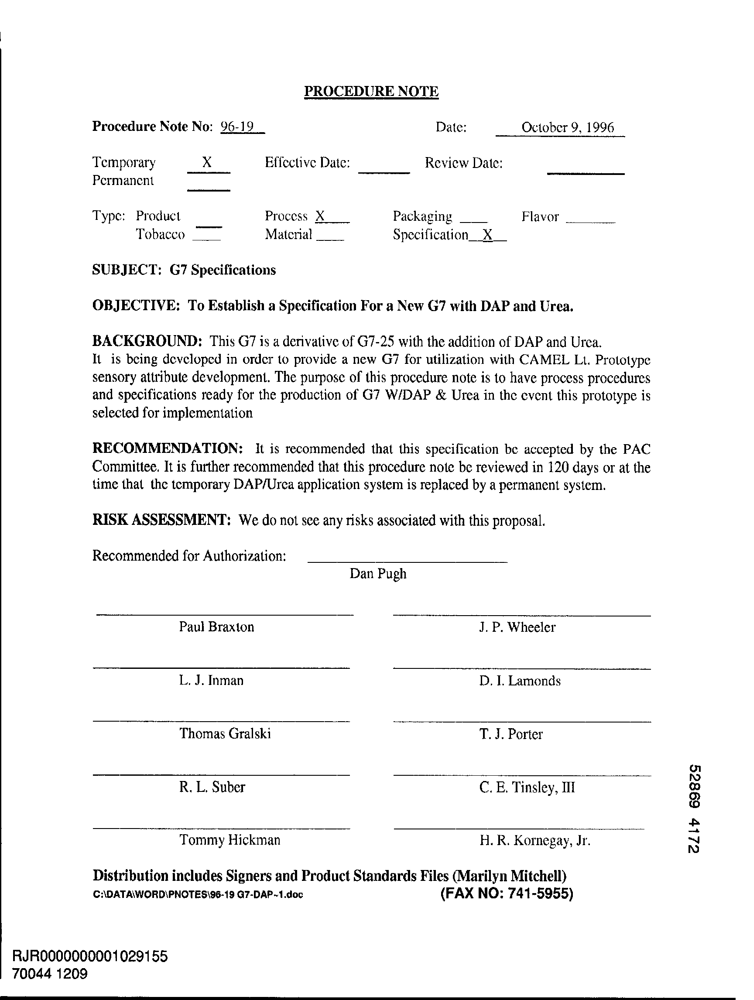 PROCEDURE NOTE
Procedure Note No: 96-19 Date: October 9, 1996
Temporary X Effective Date: Review Date:
Permanent
Type: Product Process X Packaging Flavor
Tobacco Material Specification X
SUBJECT: G7 Specifications
OBJECTIVE: To Establish a Specification For a New G7 with DAP and Urea.
BACKGROUND: This G7 is a derivative of G7-25 with the addition of DAP and Urea.
It is being developed in order to provide a new G7 for utilization with CAMEL Lt. Prototype
sensory attribute development. The purpose of this procedure note is to have process procedures
and specifications ready for the production of G7 W/DAP & Urea in the event this prototype is
selected for implementation
RECOMMENDATION: It is recommended that this specification be accepted by the PAC
Committee. It is further recommended that this procedure note be reviewed in 120 days or at the
time that the temporary DAP/Urea application system is replaced by a permanent system.
RISK ASSESSMENT: We do not see any risks associated with this proposal.
Recommended for Authorization:
Dan Pugh
Paul Braxton J. P. Wheeler
L. J. Inman D. I. Lamonds
Thomas Gralski T. J. Porter
R. L. Suber C. E. Tinsley, III
Tommy Hickman H. R. Kornegay, Jr.
Distribution includes Signers and Product Standards Files (Marilyn Mitchell)
C:\DATA\WORD\PNOTES\96-19 G7-DAP~1.doc (FAX NO: 741-5955)
52869 4172
RJR0000000001029155
70044 1209